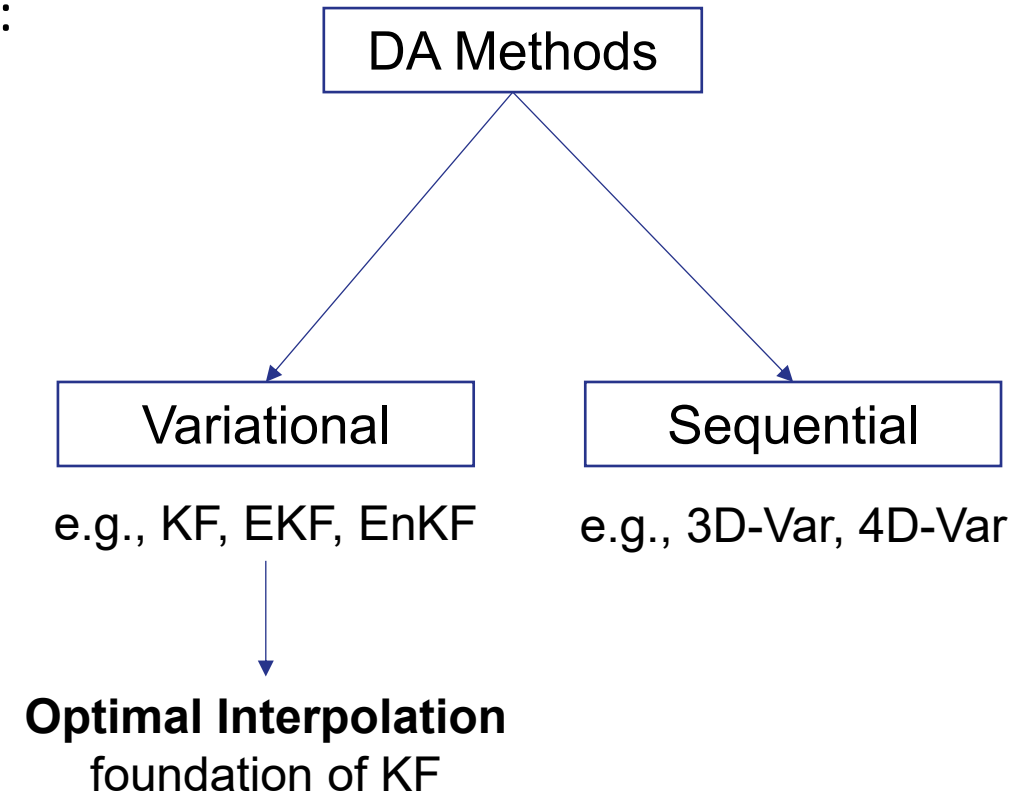 :
DA Methods
Variational
Sequential
e.g., KF, EKF, EnKF
e.g., 3D-Var, 4D-Var
Optimal Interpolation
foundation of KF